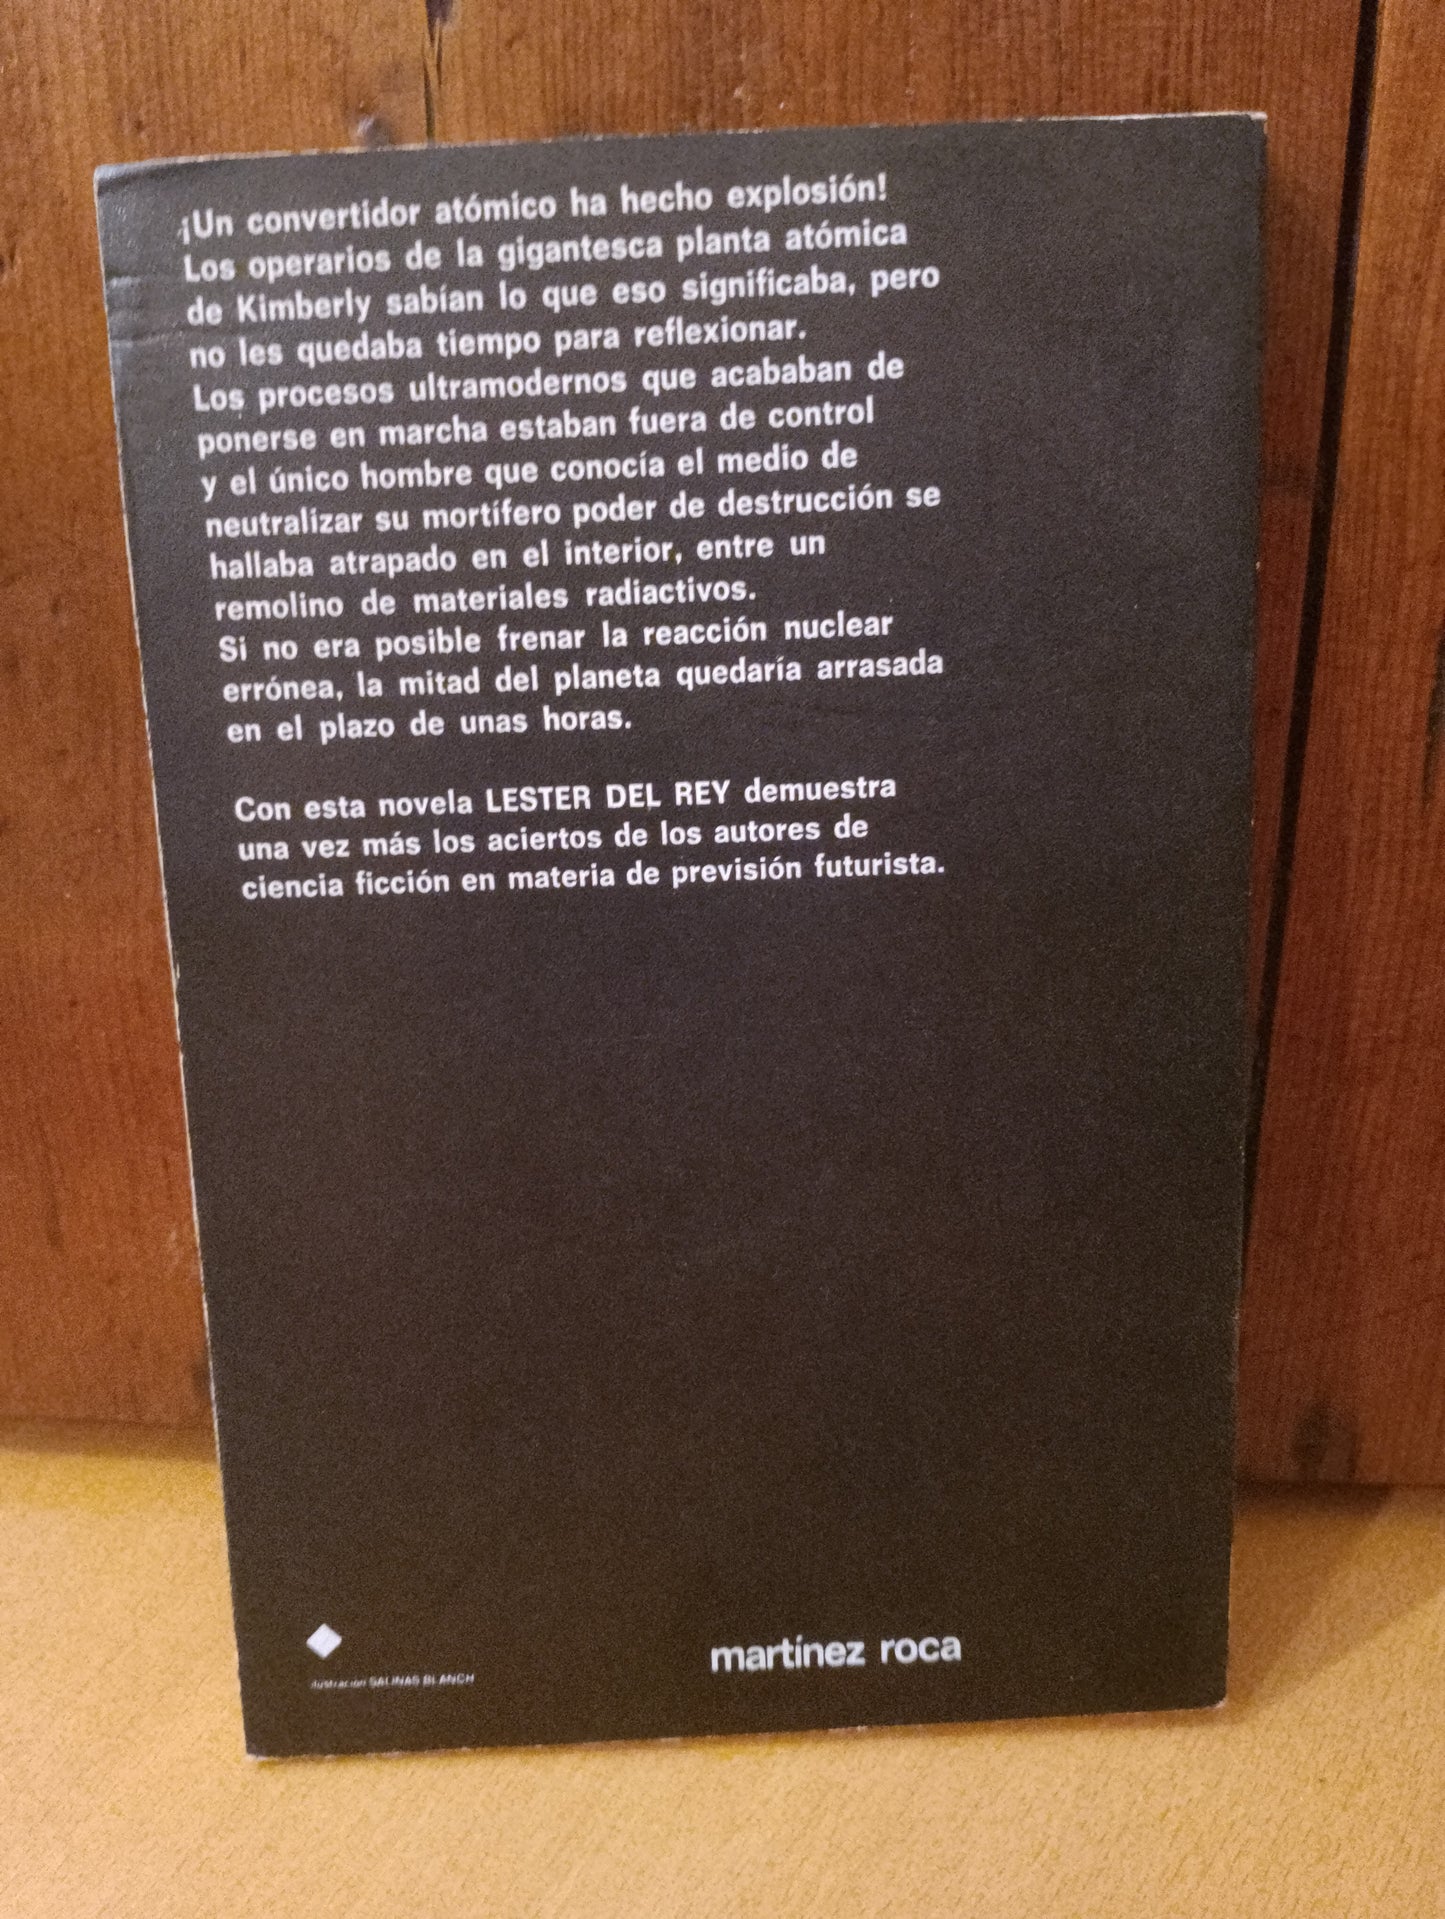 ¡Un convertidor atómico ha hecho explosión!
Los operarios de la gigantesca planta atómica
de Kimberly sabían lo que eso significaba, pero
no les quedaba tiempo para reflexionar.
Los procesos ultramodernos que acababan de
ponerse en marcha estaban fuera de control
y el único hombre que conocía el medio de
neutralizar su mortífero poder de destrucción se
hallaba atrapado en el interior, entre un
remolino de materiales radiactivos.
Si no era posible frenar la reacción nuclear
errónea, la mitad del planeta quedaría arrasada
en el plazo de unas horas.
Con esta novela LESTER DEL REY demuestra
una vez más los aciertos de los autores de
ciencia ficción en materia de previsión futurista.
martínez roca
ilustración SALINAS BLANCH